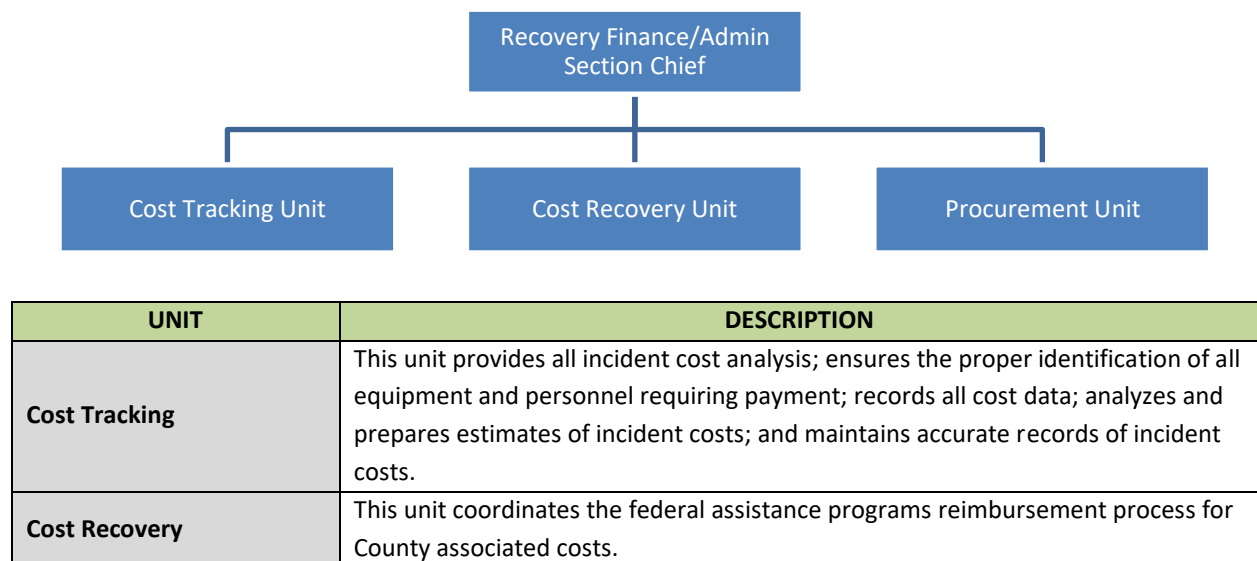 Recovery Finance/Admin
Section Chief
Cost Tracking Unit
Cost Recovery Unit
Procurement Unit
UNIT
DESCRIPTION
Cost Tracking
This unit provides all incident cost analysis; ensures the proper identification of all
equipment and personnel requiring payment; records all cost data; analyzes and
prepares estimates of incident costs; and maintains accurate records of incident
costs.
Cost Recovery
This unit coordinates the federal assistance programs reimbursement process for
County associated costs.